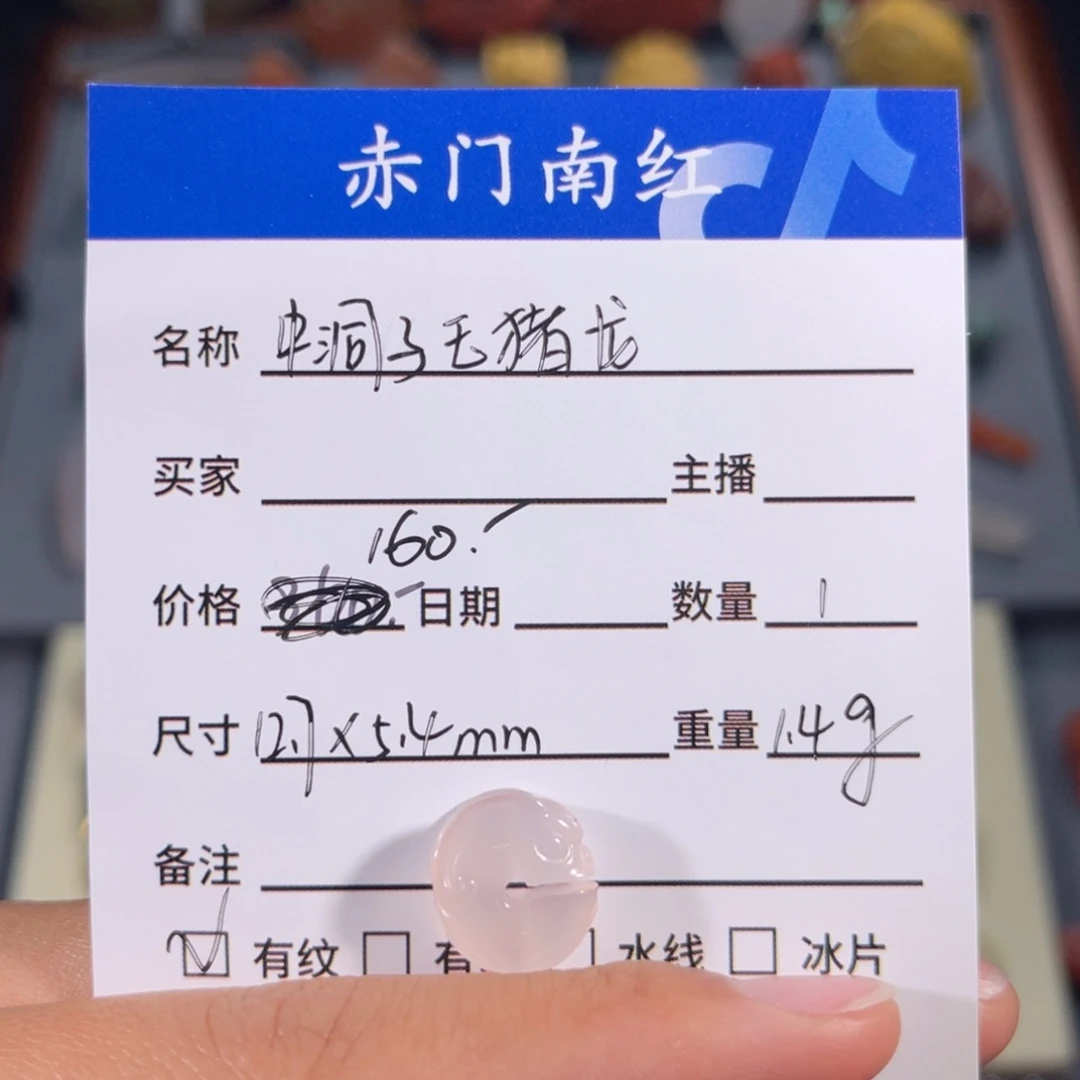 赤门南红
名称 中洞子玉猪龙
买家 主播
160.
价格 日期 数量 1
尺寸 12.7×5.4mm 重量 1.4g
备注
有纹 有 水线 冰片